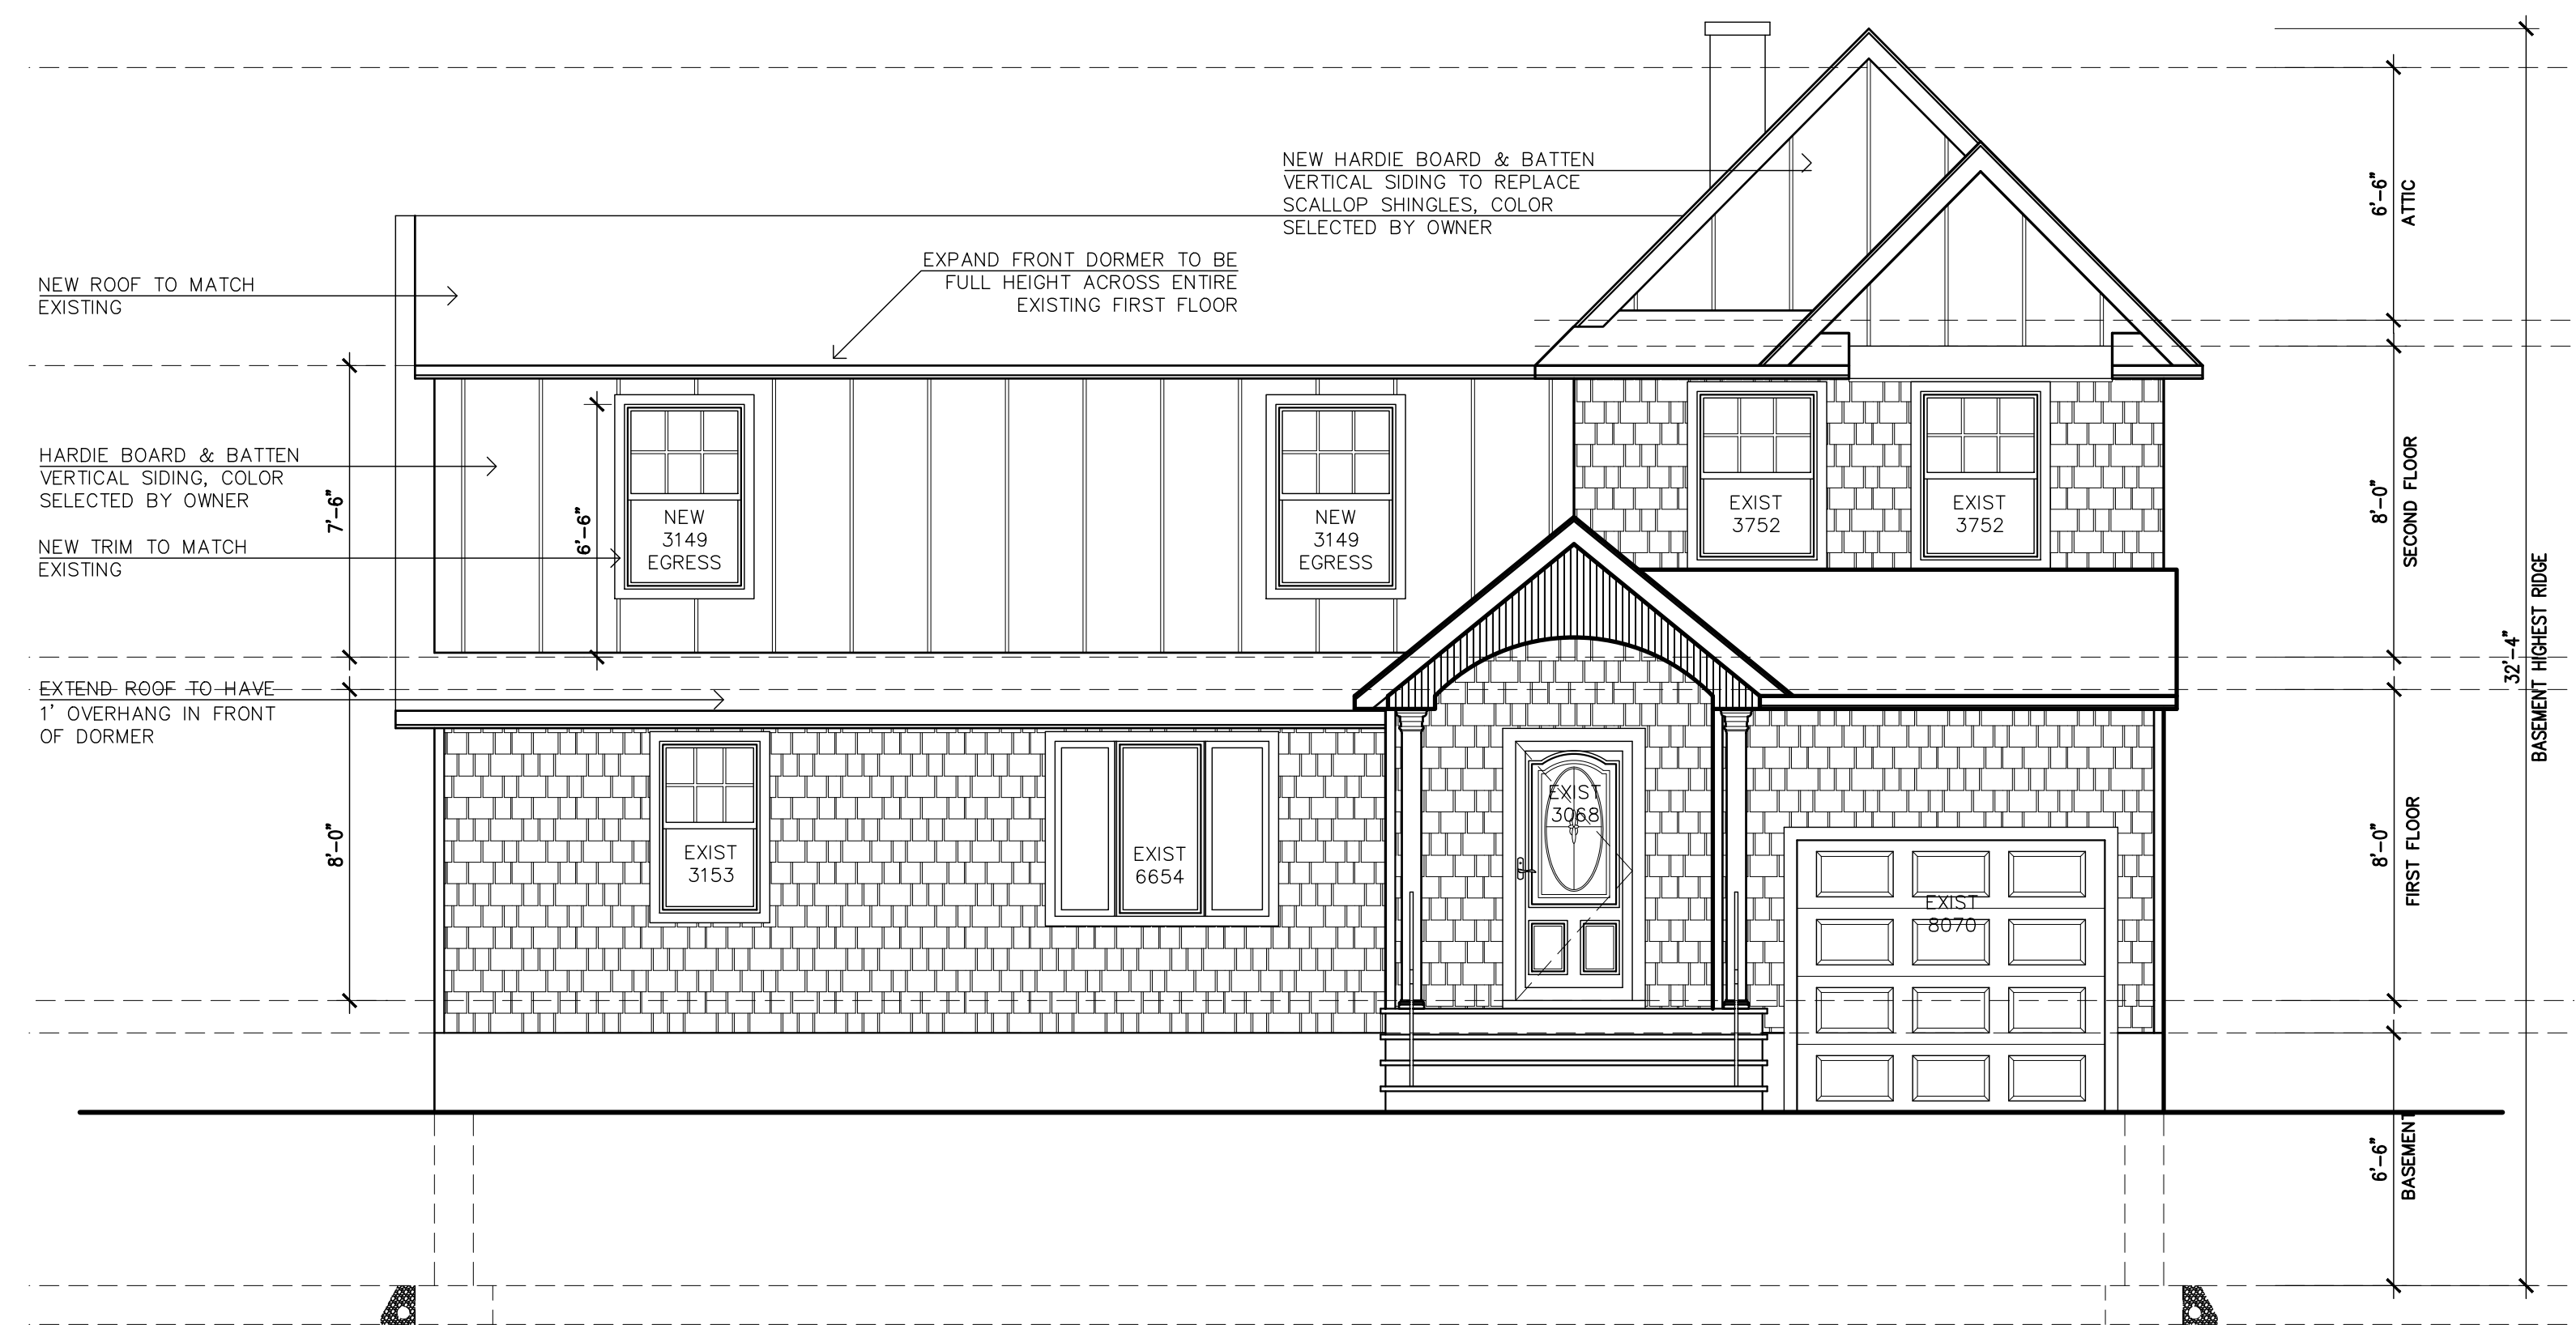 NEW HARDIE BOARD & BATTEN
VERTICAL SIDING TO REPLACE
SCALLOP SHINGLES, COLOR
SELECTED BY OWNER
EXPAND FRONT DORMER TO BE
FULL HEIGHT ACROSS ENTIRE
EXISTING FIRST FLOOR
NEW ROOF TO MATCH
EXISTING
HARDIE BOARD & BATTEN
VERTICAL SIDING, COLOR
SELECTED BY OWNER
NEW TRIM TO MATCH
EXISTING
EXTEND ROOF TO HAVE
1' OVERHANG IN FRONT
OF DORMER
7'-6"
6'-6"
8'-0"
NEW
3149
EGRESS
NEW
3149
EGRESS
EXIST
3752
EXIST
3752
EXIST
3153
EXIST
6654
EXIST
3068
EXIST
8070
6'-6"
ATTIC
8'-0"
SECOND FLOOR
8'-0"
FIRST FLOOR
6'-6"
BASEMENT
32'-4"
BASEMENT HIGHEST RIDGE